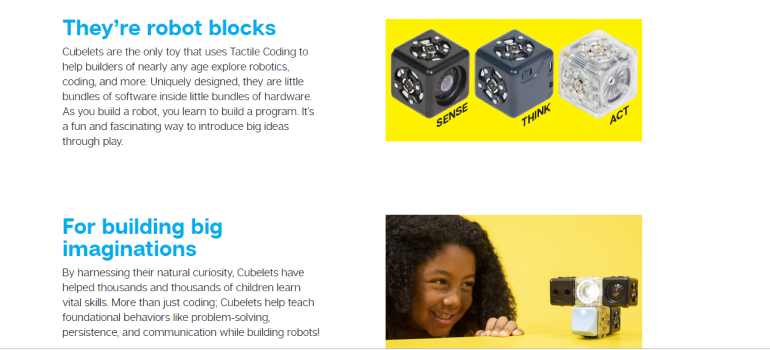 They're robot blocks
Cubelets are the only toy that uses Tactile Coding to
help builders of nearly any age explore robotics,
coding, and more. Uniquely designed, they are little
bundles of software inside little bundles of hardware.
As you build a robot, you learn to build a program. It's
a fun and fascinating way to introduce big ideas
through play.
SENSE
THINK
ACT
For building big
imaginations
By harnessing their natural curiosity, Cubelets have
helped thousands and thousands of children learn
vital skills. More than just coding; Cubelets help teach
foundational behaviors like problem-solving,
persistence, and communication while building robots!